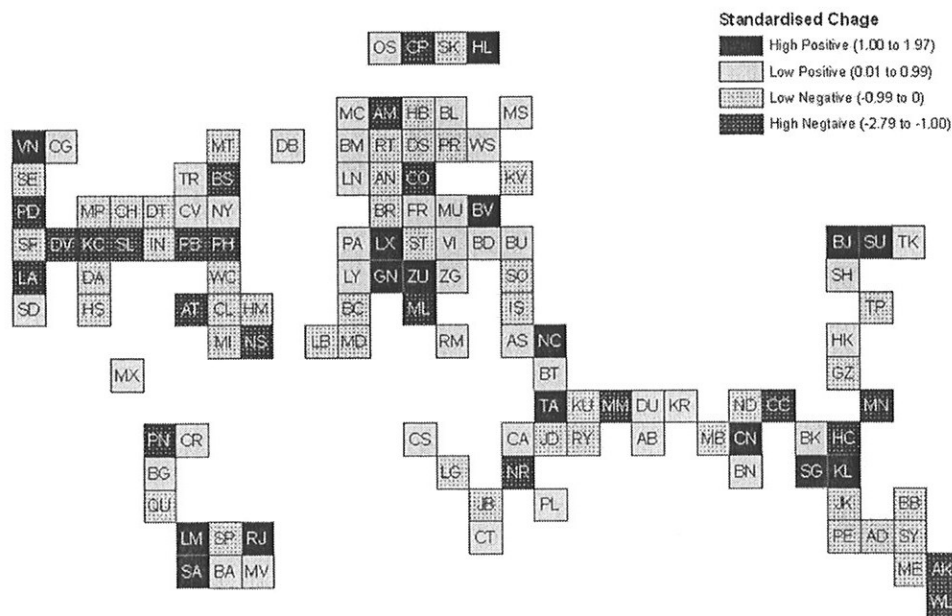 Standardised Chage
High Positive (1.00 to 1.97)
Low Positive (0.01 to 0.99)
Low Negative (-0.99 to 0)
High Negtaive (-2.79 to -1.00)
OS CP SK HL
MC AM HB BL MS
VN CG MT DB BM RT DS PR WS
SE TR BS LN AN CO KV
PD MP CH DT CV NY BR FR MU BV
SF DV KC SL IN PB PH PA LX ST VI BD BU BJ SU TK
LA DA WC LY GN ZU ZG SO SH
SD HS AT CL HM BC ML IS TP
MI NS LB MD RM AS NC HK
MX BT GZ
TA KU MM DU KR ND CC MN
PN CR CS CA JD RY AB MB CN BK HC
BG LG NR BN SG KL
QU JB PL JK BB
LM SP RJ CT PE AD SY
SA BA MV ME AK
WL